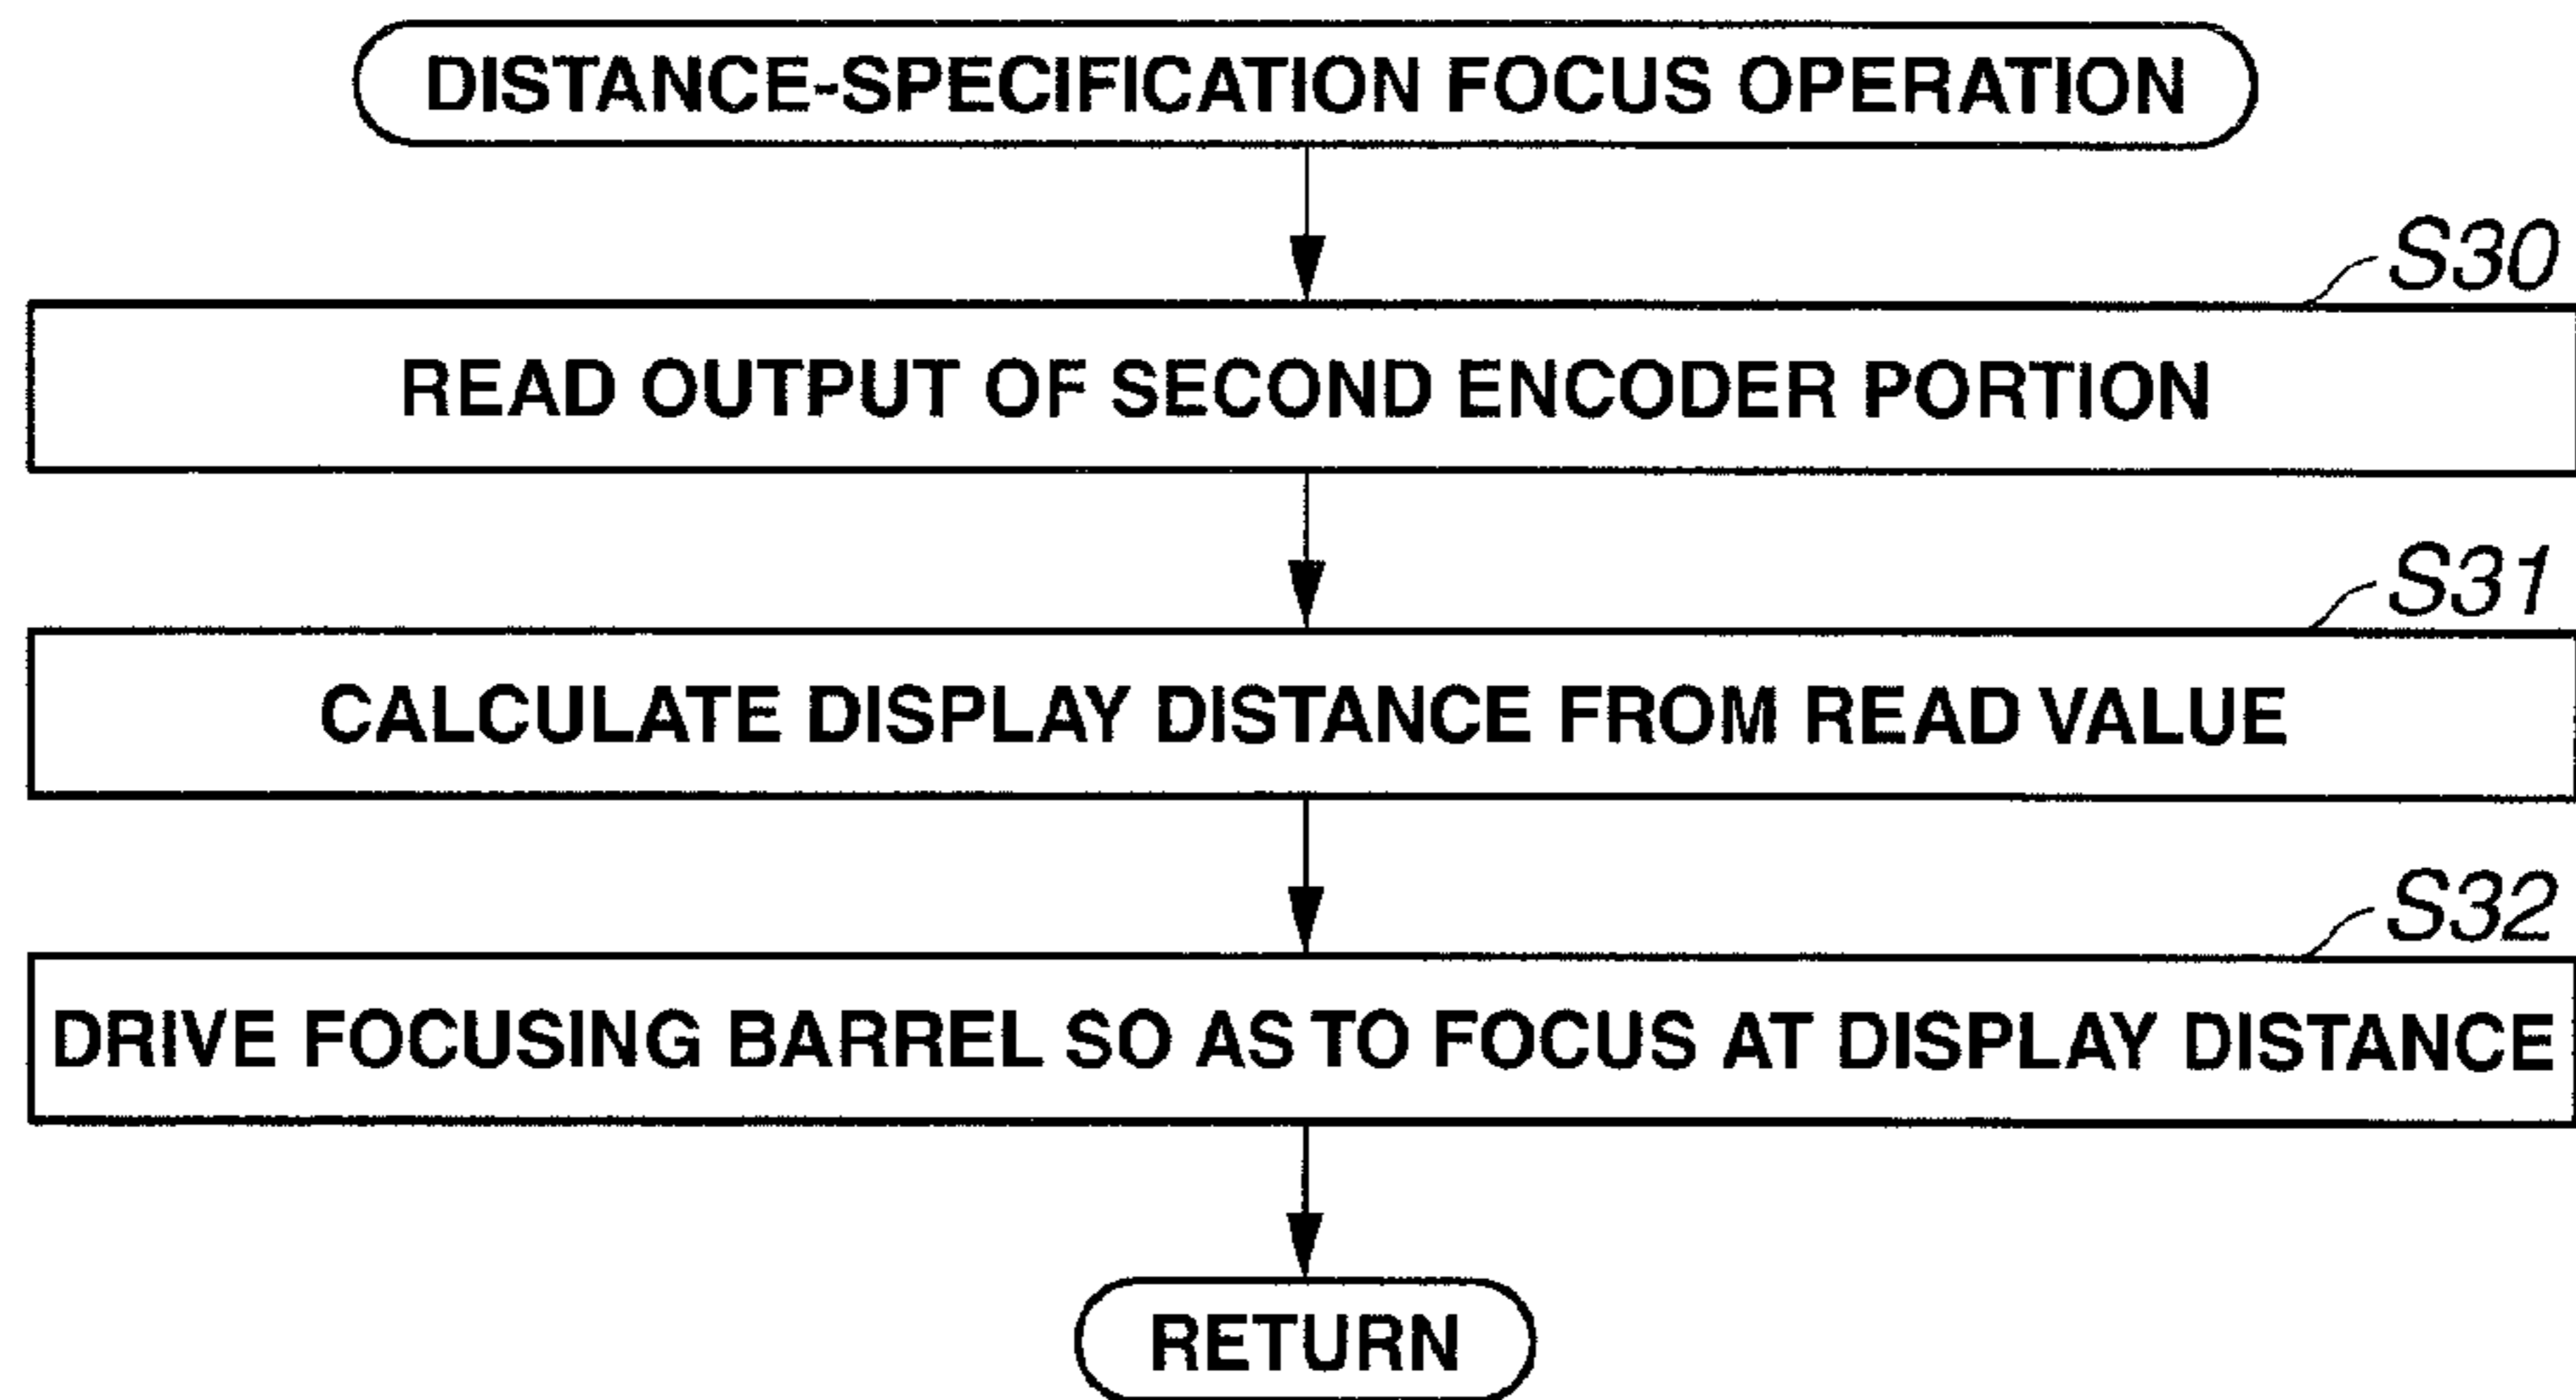 DISTANCE-SPECIFICATION FOCUS OPERATION
S30
READ OUTPUT OF SECOND ENCODER PORTION
S31
CALCULATE DISPLAY DISTANCE FROM READ VALUE
S32
DRIVE FOCUSING BARREL SO AS TO FOCUS AT DISPLAY DISTANCE
RETURN